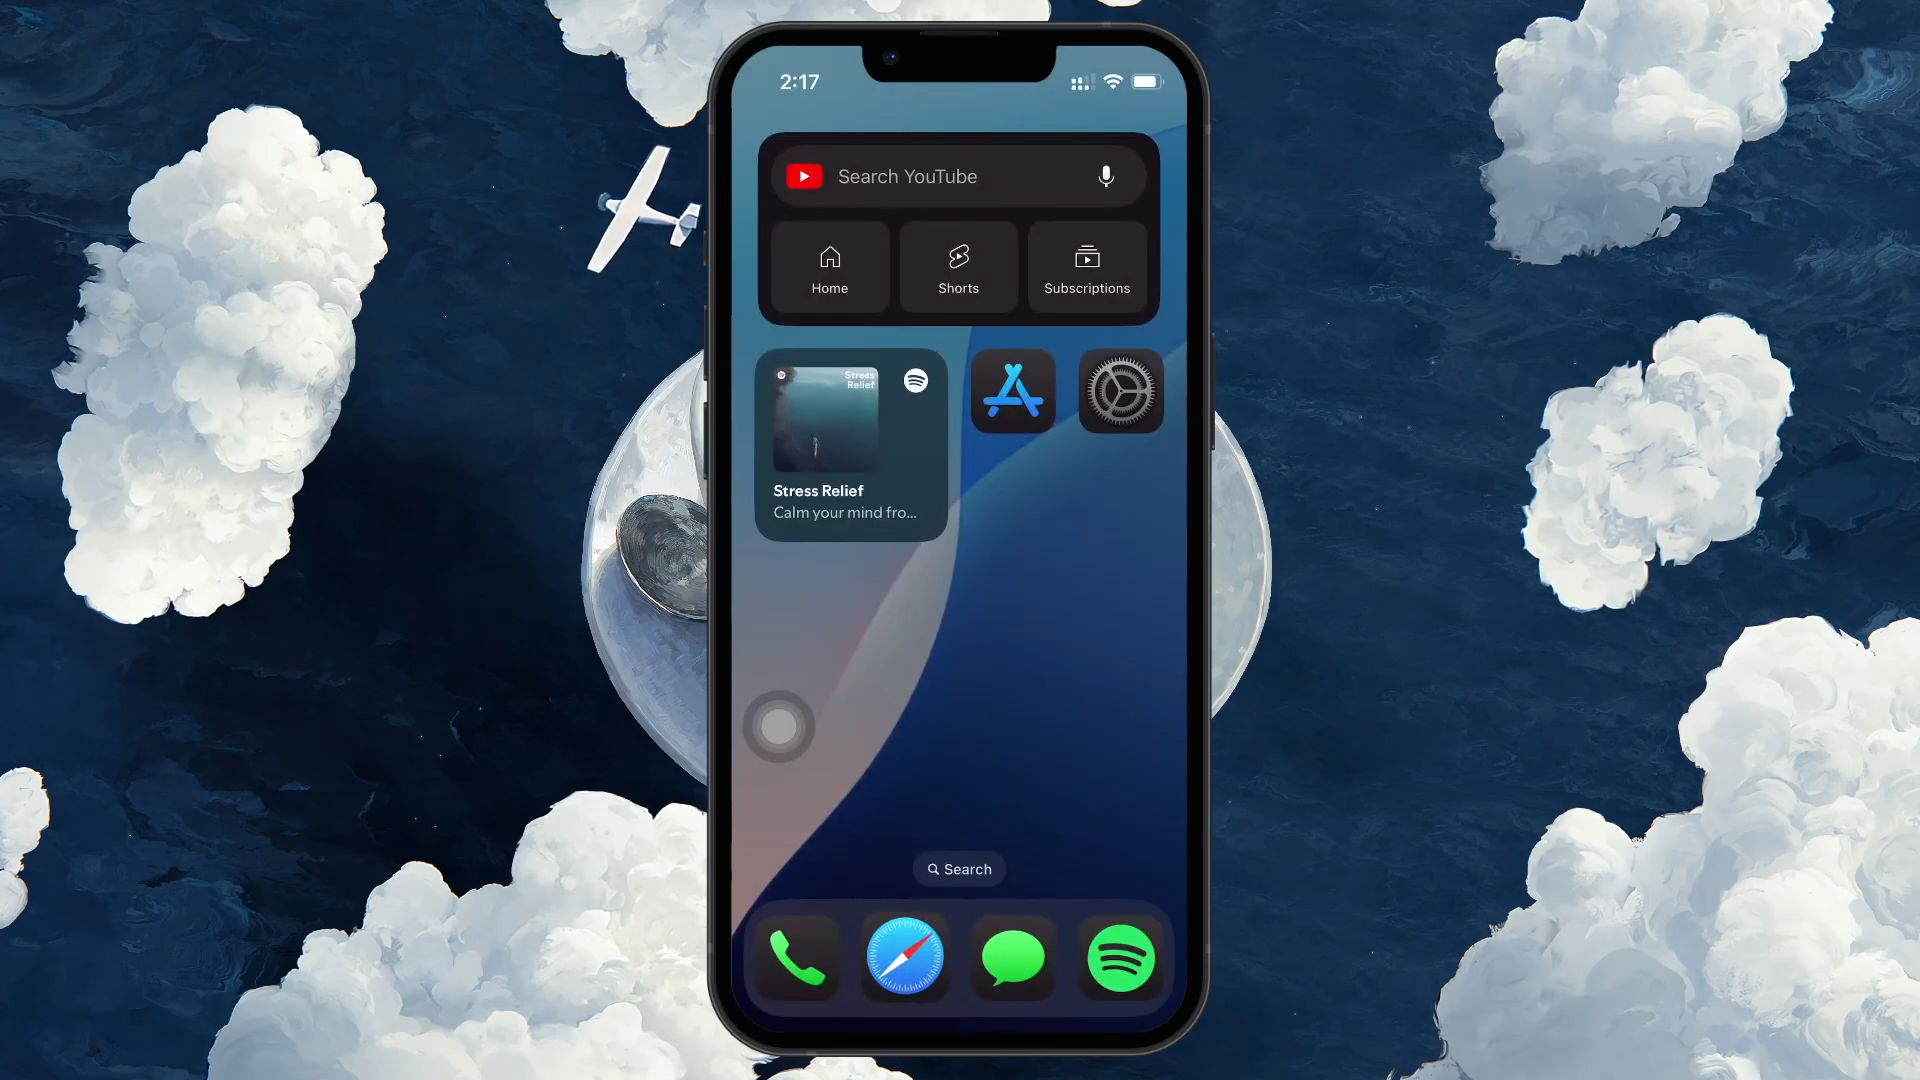 2:17
Search YouTube
Home
Shorts
Subscriptions
Stress
Relief
Stress Relief
Calm your mind fro...
Search